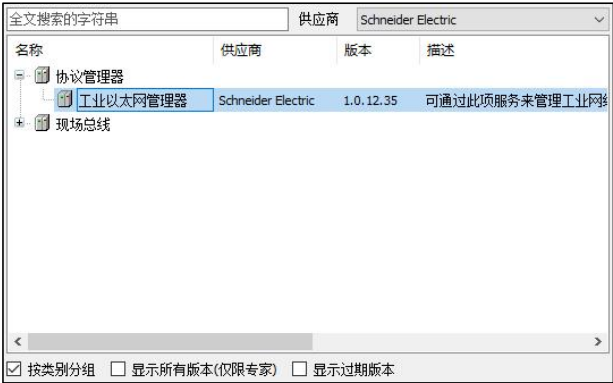 全文搜索的字符串 供应商 Schneider Electric
名称 供应商 版本 描述
协议管理器
工业以太网管理器 Schneider Electric 1.0.12.35 可通过此项服务来管理工业网
现场总线
按类别分组 显示所有版本(仅限专家) 显示过期版本